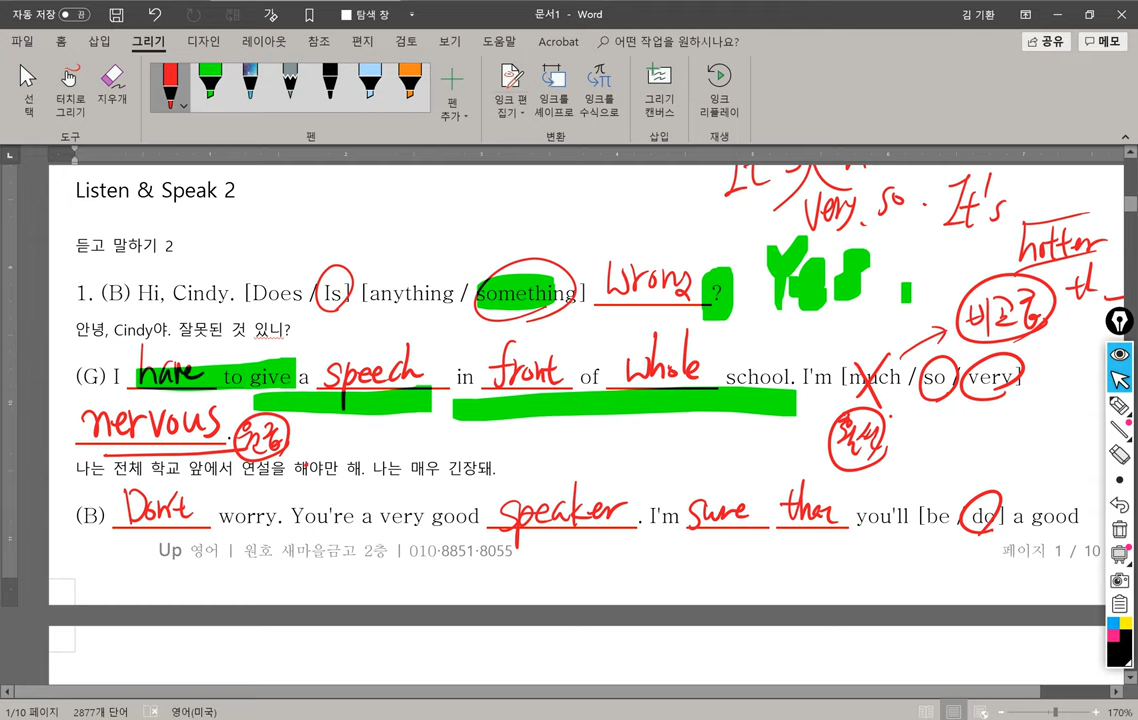 자동 저장 끔 탐색 창 문서1 - Word 김 기환
파일 홈 삽입 그리기 디자인 레이아웃 참조 편지 검토 보기 도움말 Acrobat 어떤 작업을 원하시나요? 공유 메모
선택 터치로 그리기 지우개 펜 추가 잉크 편집기 잉크를 셰이프로 잉크를 수식으로 그리기 캔버스 잉크 리플레이
도구 펜 변환 삽입 재생
Listen & Speak 2
very. so. It's
듣고 말하기 2
hotter
YES
1. (B) Hi, Cindy. [Does / Is] [anything / something] wrong ?
비교급
안녕, Cindy야. 잘못된 것 있니?
(G) I have to give a speech in front of whole school. I'm [much / so / very]
nervous . 원급
나는 전체 학교 앞에서 연설을 해야만 해. 나는 매우 긴장돼.
(B) Don't worry. You're a very good speaker . I'm sure that you'll [be / do] a good
Up 영어 | 원호 새마을금고 2층 | 010·8851·8055 페이지 1 / 10
1/10 페이지 2877개 단어 영어(미국) 170%